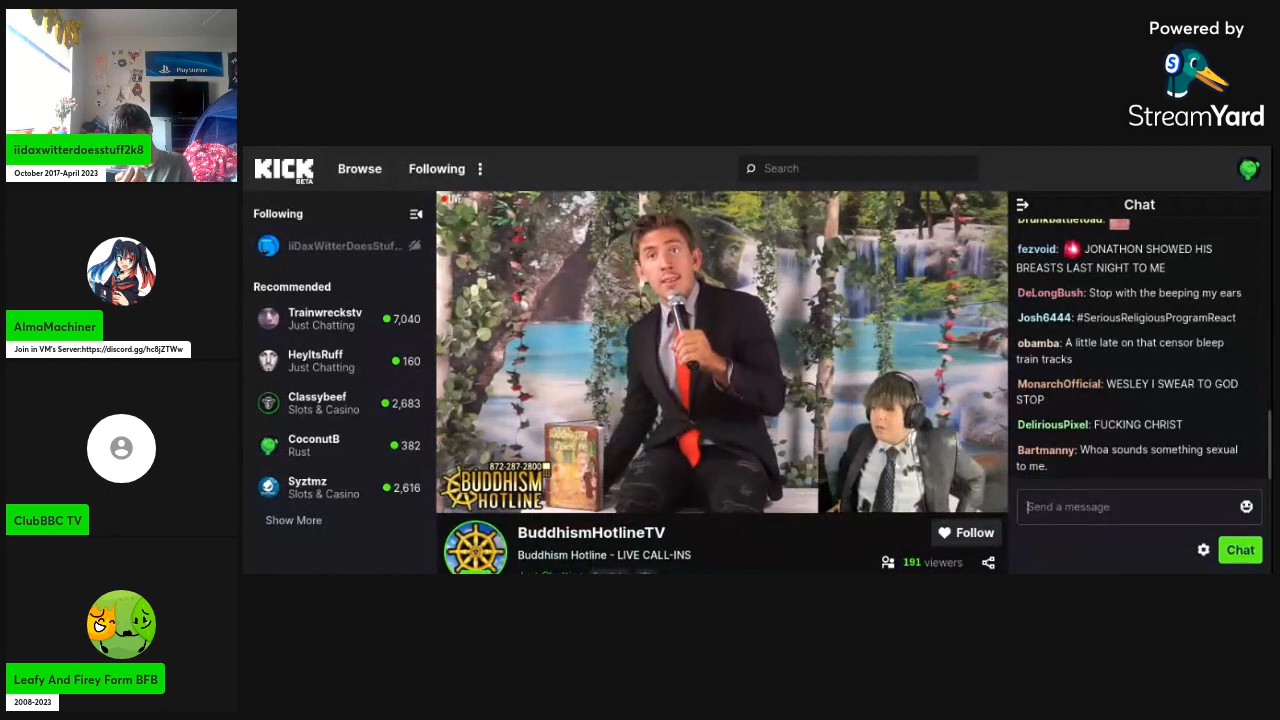 PlayStation
iidaxwitterdoesstuff2k8
October 2017-April 2023
AlmaMachiner
Join in VM's Server:https://discord.gg/hc8jZTWw
ClubBBC TV
Leafy And Firey Form BFB
2008-2023
Powered by
S
StreamYard
KICK
BETA
Browse
Following
Search
Following
iiDaxWitterDoesStuf...
Recommended
Trainwreckstv
Just Chatting
7,040
HeyItsRuff
Just Chatting
160
Classybeef
Slots & Casino
2,683
CoconutB
Rust
382
Syztmz
Slots & Casino
2,616
Show More
LIVE
872-287-2800
BUDDHISM
HOTLINE
BuddhismHotlineTV
Buddhism Hotline - LIVE CALL-INS
Just Chatting
Follow
191 viewers
Chat
Drunkbattletoad:
fezvoid: JONATHON SHOWED HIS
BREASTS LAST NIGHT TO ME
DeLongBush: Stop with the beeping my ears
Josh6444: #SeriousReligiousProgramReact
obamba: A little late on that censor bleep
train tracks
MonarchOfficial: WESLEY I SWEAR TO GOD
STOP
DeliriousPixel: FUCKING CHRIST
Bartmanny: Whoa sounds something sexual
to me.
Send a message
Chat